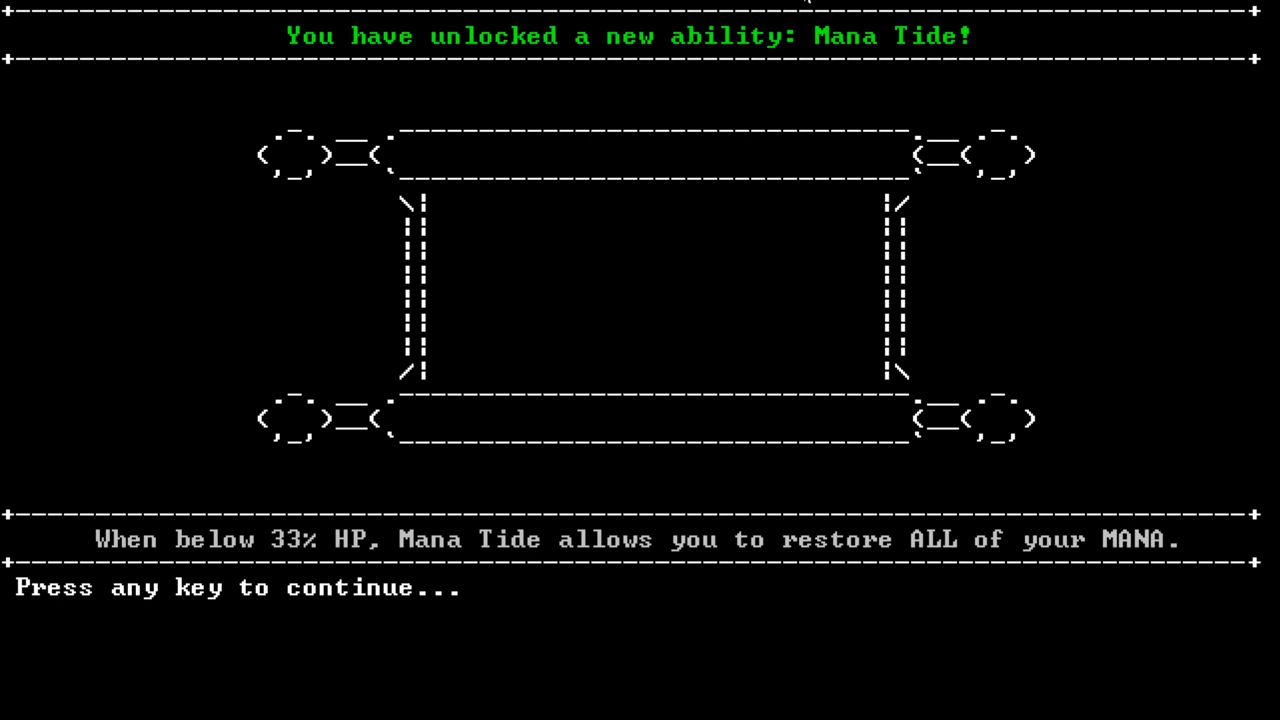 You have unlocked a new ability: Mana Tide!
When below 33% HP, Mana Tide allows you to restore ALL of your MANA.
Press any key to continue...